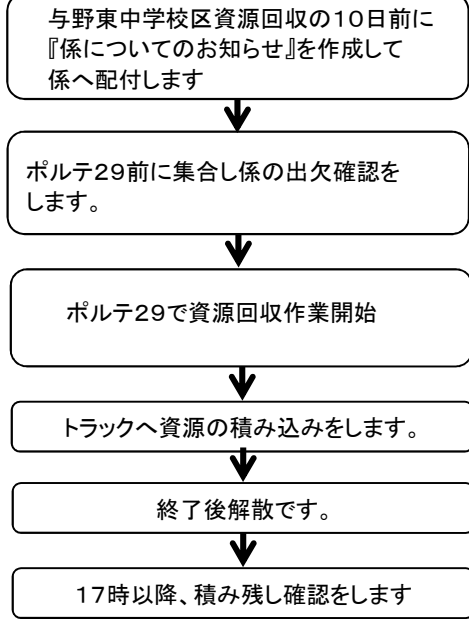 与野東中学校区資源回収の10日前に
『係についてのお知らせ』を作成して
係へ配付します
ポルテ29前に集合し係の出欠確認を
します。
ポルテ29で資源回収作業開始
トラックへ資源の積み込みをします。
終了後解散です。
17時以降、積み残し確認をします